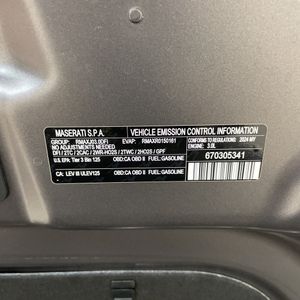 MASERATI S.P.A. VEHICLE EMISSION CONTROL INFORMATION
GROUP: RMAXJ03.0DFI EVAP: RMAXR0150161 CONFORMS TO REGULATIONS: 2024 MY
NO ADJUSTMENTS NEEDED ENGINE: 3.0L
DFI / 2TC / 2CAC / 2WR-HO2S / 2TWC / 2HO2S / GPF
U.S. EPA: Tier 3 Bin 125 OBD: CA OBD II FUEL: GASOLINE 670305341
CA: LEV III ULEV125 OBD: CA OBD II FUEL: GASOLINE